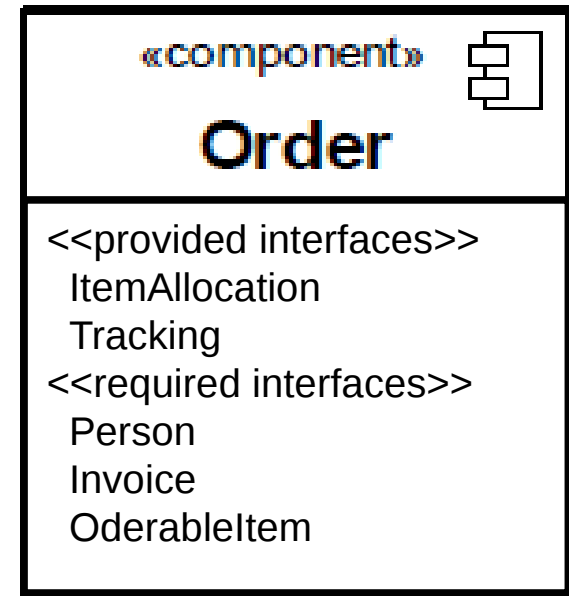 «component»
Order
<<provided interfaces>>
ItemAllocation
Tracking
<<required interfaces>>
Person
Invoice
OderableItem